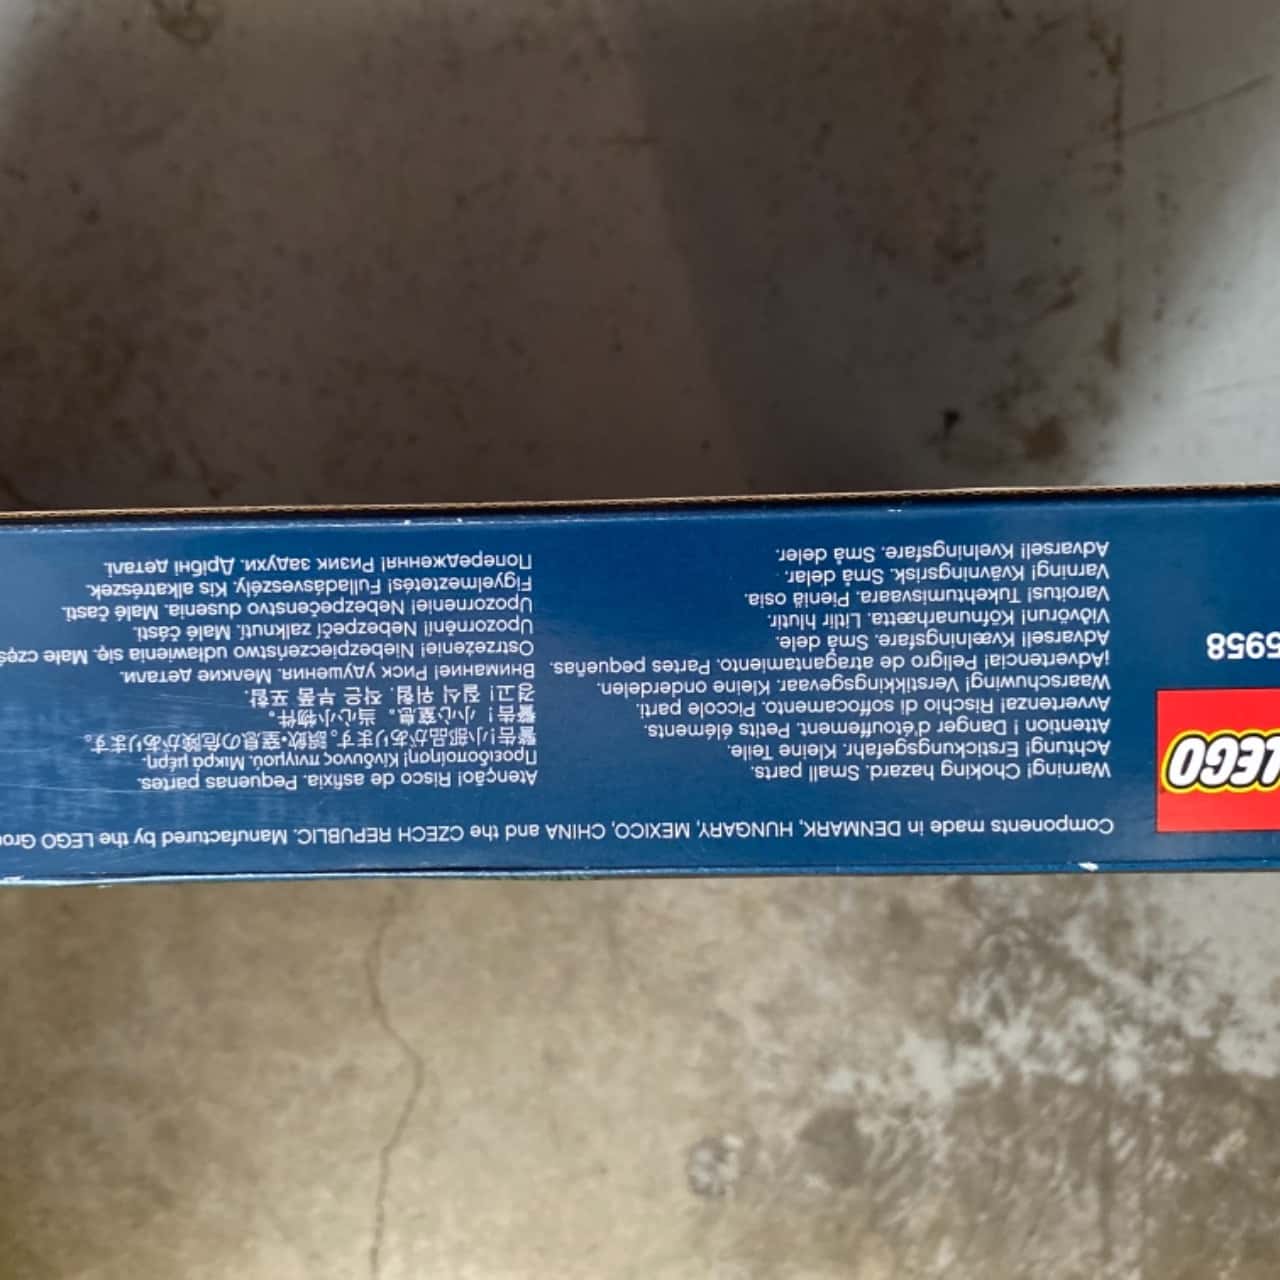 Components made in DENMARK, HUNGARY, MEXICO, CHINA and the CZECH REPUBLIC. Manufactured by the LEGO
LEGO
Warning! Choking hazard. Small parts.
Achtung! Erstickungsgefahr. Kleine Teile.
Attention ! Danger d'étouffement. Petits éléments.
Avvertenza! Rischio di soffocamento. Piccole parti.
Waarschuwing! Verstikkingsgevaar. Kleine onderdelen.
¡Advertencia! Peligro de atragantamiento. Partes pequeñas.
Advarsel! Kvælningsfare. Små dele.
Viðvörun! Köfnunarhætta. Litlir hlutir.
Varoitus! Tukehtumisvaara. Pieniä osia.
Varning! Kvävningsrisk. Små delar.
Advarsel! Kvelningsfare. Små deler.
Atenção! Risco de asfixia. Pequenas partes.
Προειδοποίηση! Κίνδυνος πνιγμού. Μικρά μέρη.
警告!小部品があります。誤飲•窒息の危険があります。
警告！小心窒息。当心小物件。
경고! 질식 위험. 작은 부품 포함.
Внимание! Риск удушения. Мелкие детали.
Ostrzeżenie! Niebezpieczeństwo udławienia się. Małe
Upozornění! Nebezpečí zalknutí. Malé části.
Upozornenie! Nebezpečenstvo dusenia. Malé časti.
Figyelmeztetés! Fulladásveszély. Kis alkatrészek.
Попередження! Ризик задухи. Дрібні деталі.